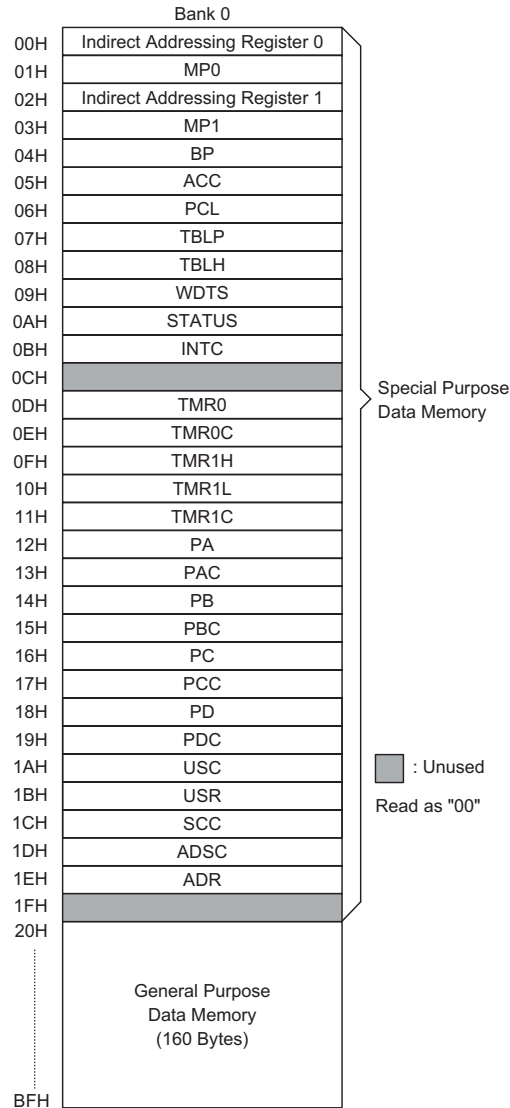 Bank 0
00H Indirect Addressing Register 0
01H MP0
02H Indirect Addressing Register 1
03H MP1
04H BP
05H ACC
06H PCL
07H TBLP
08H TBLH
09H WDTS
0AH STATUS
0BH INTC
0CH
0DH TMR0
0EH TMR0C
0FH TMR1H
10H TMR1L
11H TMR1C
12H PA
13H PAC
14H PB
15H PBC
16H PC
17H PCC
18H PD
19H PDC
1AH USC
1BH USR
1CH SCC
1DH ADSC
1EH ADR
1FH
20H
General Purpose
Data Memory
(160 Bytes)
BFH
Special Purpose
Data Memory
: Unused
Read as "00"